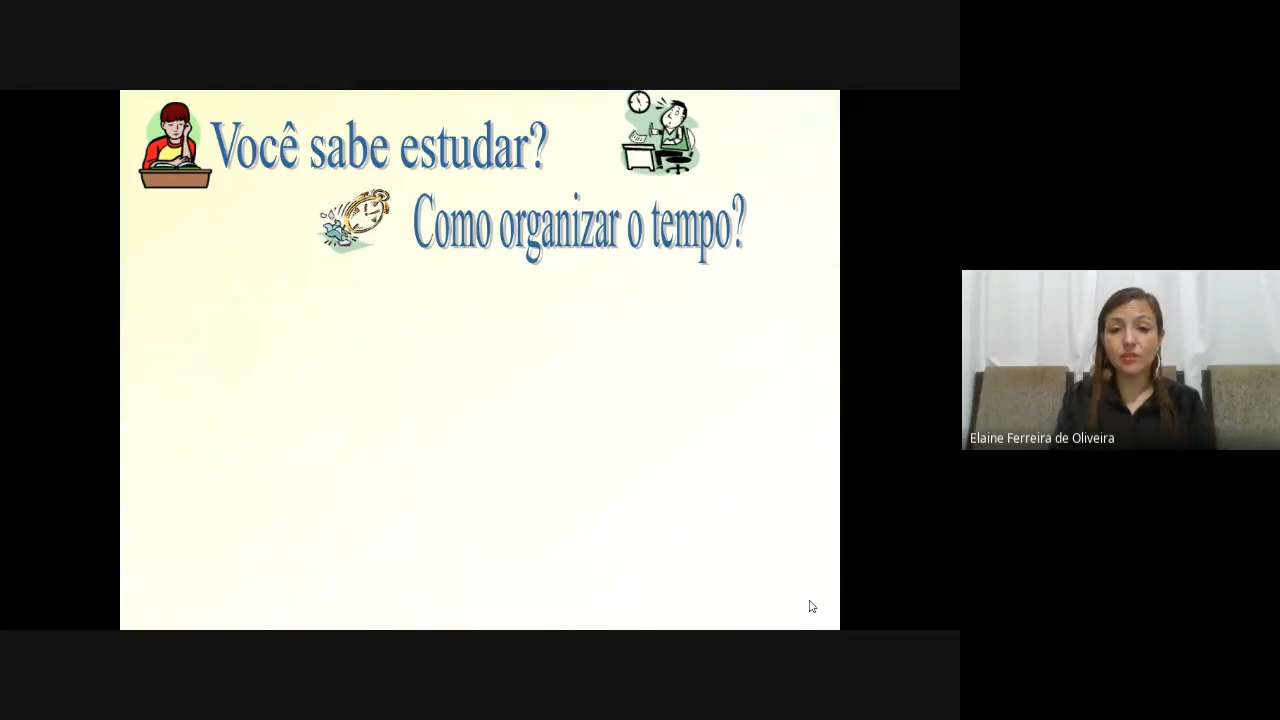 Você sabe estudar?
Como organizar o tempo?
Elaine Ferreira de Oliveira